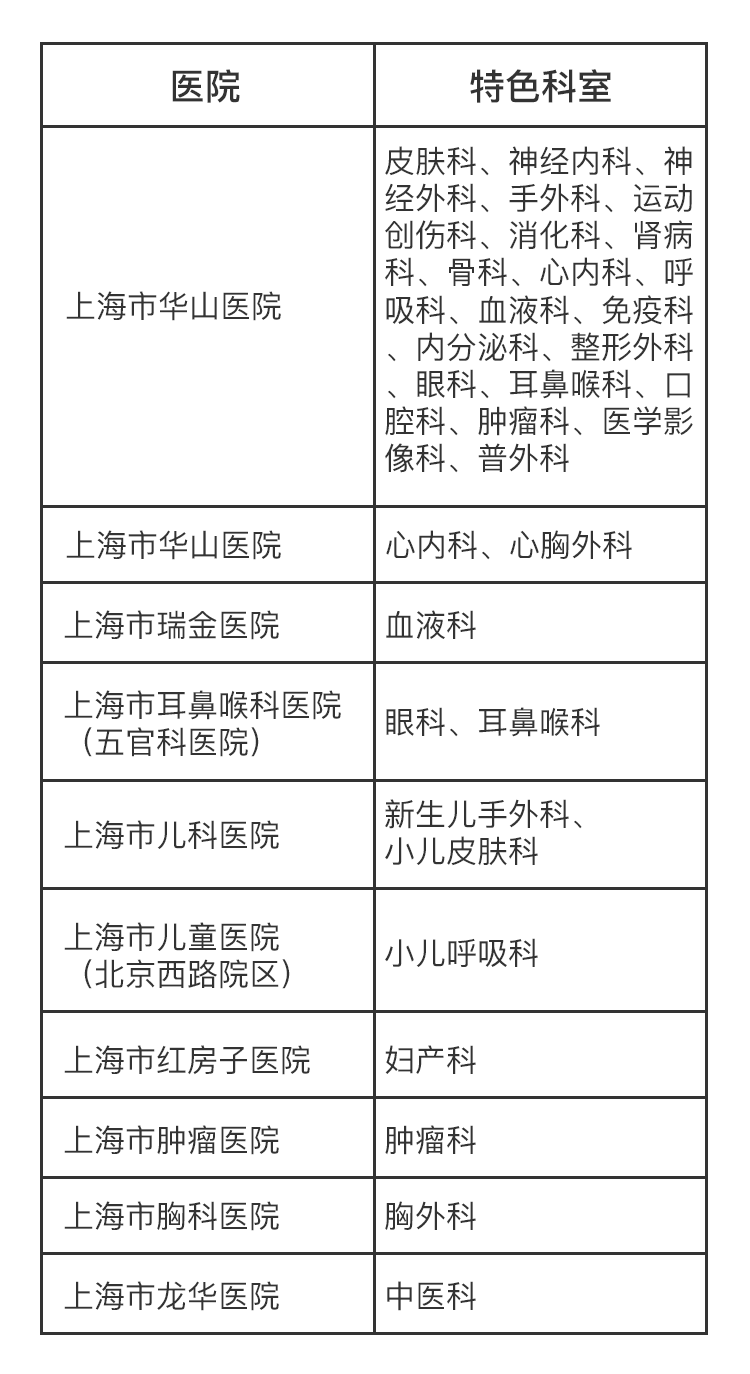 医院
特色科室
上海市华山医院
皮肤科、神经内科、神
经外科、手外科、运动
创伤科、消化科、肾病
科、骨科、心内科、呼
吸科、血液科、免疫科
、内分泌科、整形外科
、眼科、耳鼻喉科、口
腔科、肿瘤科、医学影
像科、普外科
上海市华山医院
心内科、心胸外科
上海市瑞金医院
血液科
上海市耳鼻喉科医院
（五官科医院）
眼科、耳鼻喉科
上海市儿科医院
新生儿手外科、
小儿皮肤科
上海市儿童医院
（北京西路院区）
小儿呼吸科
上海市红房子医院
妇产科
上海市肿瘤医院
肿瘤科
上海市胸科医院
胸外科
上海市龙华医院
中医科